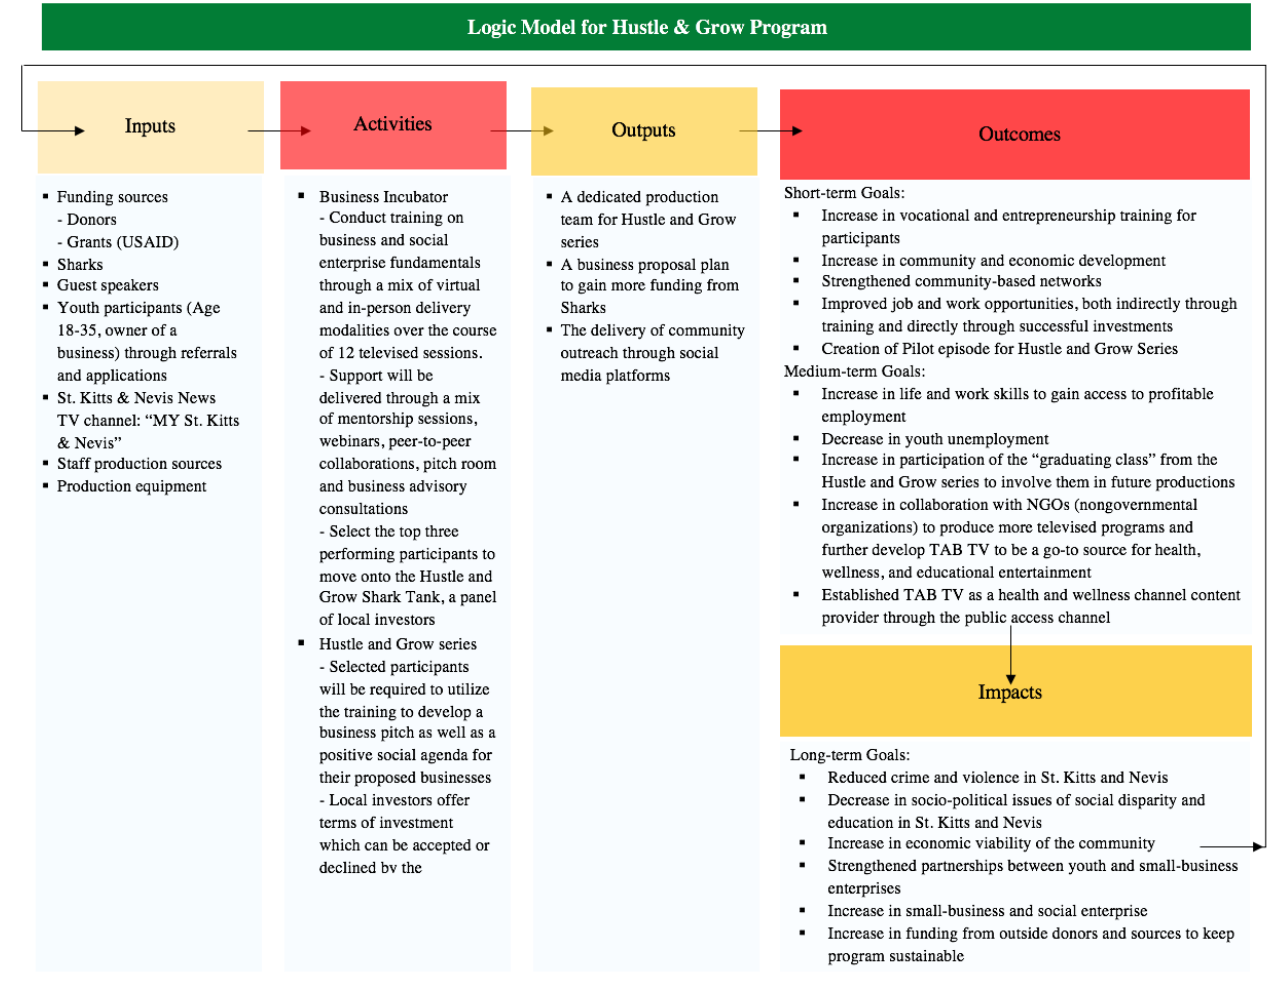 Logic Model for Hustle & Grow Program
Inputs
▪ Funding sources
- Donors
- Grants (USAID)
▪ Sharks
▪ Guest speakers
▪ Youth participants (Age
18-35, owner of a
business) through referrals
and applications
▪ St. Kitts & Nevis News
TV channel: “MY St. Kitts
& Nevis”
▪ Staff production sources
▪ Production equipment
Activities
▪ Business Incubator
- Conduct training on
business and social
enterprise fundamentals
through a mix of virtual
and in-person delivery
modalities over the course
of 12 televised sessions.
- Support will be
delivered through a mix
of mentorship sessions,
webinars, peer-to-peer
collaborations, pitch room
and business advisory
consultations
- Select the top three
performing participants to
move onto the Hustle and
Grow Shark Tank, a panel
of local investors
▪ Hustle and Grow series
- Selected participants
will be required to utilize
the training to develop a
business pitch as well as a
positive social agenda for
their proposed businesses
- Local investors offer
terms of investment
which can be accepted or
declined by the
Outputs
▪ A dedicated production
team for Hustle and Grow
series
▪ A business proposal plan
to gain more funding from
Sharks
▪ The delivery of community
outreach through social
media platforms
Outcomes
Short-term Goals:
▪ Increase in vocational and entrepreneurship training for
participants
▪ Increase in community and economic development
▪ Strengthened community-based networks
▪ Improved job and work opportunities, both indirectly through
training and directly through successful investments
▪ Creation of Pilot episode for Hustle and Grow Series
Medium-term Goals:
▪ Increase in life and work skills to gain access to profitable
employment
▪ Decrease in youth unemployment
▪ Increase in participation of the “graduating class” from the
Hustle and Grow series to involve them in future productions
▪ Increase in collaboration with NGOs (nongovernmental
organizations) to produce more televised programs and
further develop TAB TV to be a go-to source for health,
wellness, and educational entertainment
▪ Established TAB TV as a health and wellness channel content
provider through the public access channel
Impacts
Long-term Goals:
▪ Reduced crime and violence in St. Kitts and Nevis
▪ Decrease in socio-political issues of social disparity and
education in St. Kitts and Nevis
▪ Increase in economic viability of the community
▪ Strengthened partnerships between youth and small-business
enterprises
▪ Increase in small-business and social enterprise
▪ Increase in funding from outside donors and sources to keep
program sustainable